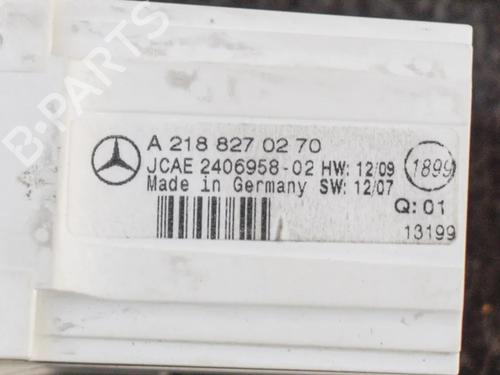 B-PARTS
A 218 827 02 70
JCAE 2406958-02 HW: 12/09
1899
Made in Germany SW: 12/07
Q: 01
13199